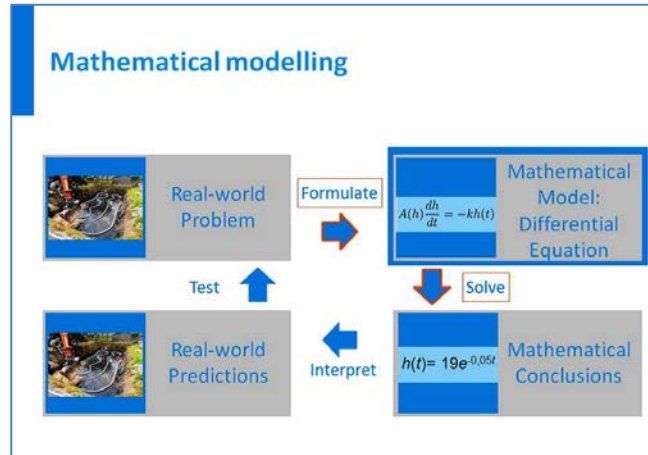 Mathematical modelling
Real-world
Problem
Formulate
A(h) dh/dt = -kh(t)
Mathematical
Model:
Differential
Equation
Test
Solve
Real-world
Predictions
Interpret
h(t)= 19e^-0,05t
Mathematical
Conclusions